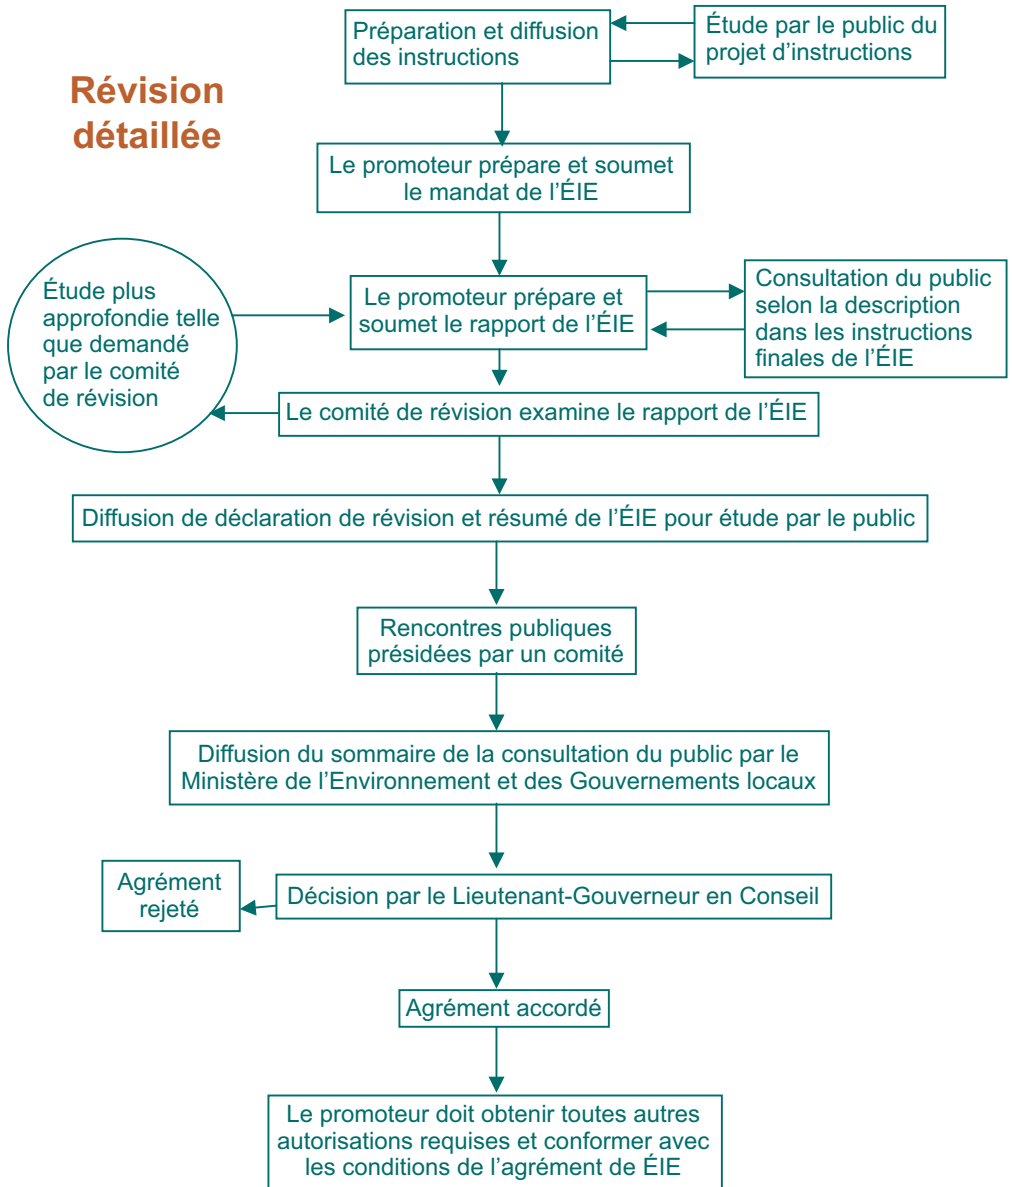 Révision
détaillée
Préparation et diffusion
des instructions
Étude par le public du
projet d'instructions
Le promoteur prépare et soumet
le mandat de l'ÉIE
Étude plus
approfondie telle
que demandé
par le comité
de révision
Le promoteur prépare et
soumet le rapport de l'ÉIE
Consultation du public
selon la description
dans les instructions
finales de l'ÉIE
Le comité de révision examine le rapport de l'ÉIE
Diffusion de déclaration de révision et résumé de l'ÉIE pour étude par le public
Rencontres publiques
présidées par un comité
Diffusion du sommaire de la consultation du public par le
Ministère de l'Environnement et des Gouvernements locaux
Agrément
rejeté
Décision par le Lieutenant-Gouverneur en Conseil
Agrément accordé
Le promoteur doit obtenir toutes autres
autorisations requises et conformer avec
les conditions de l'agrément de ÉIE